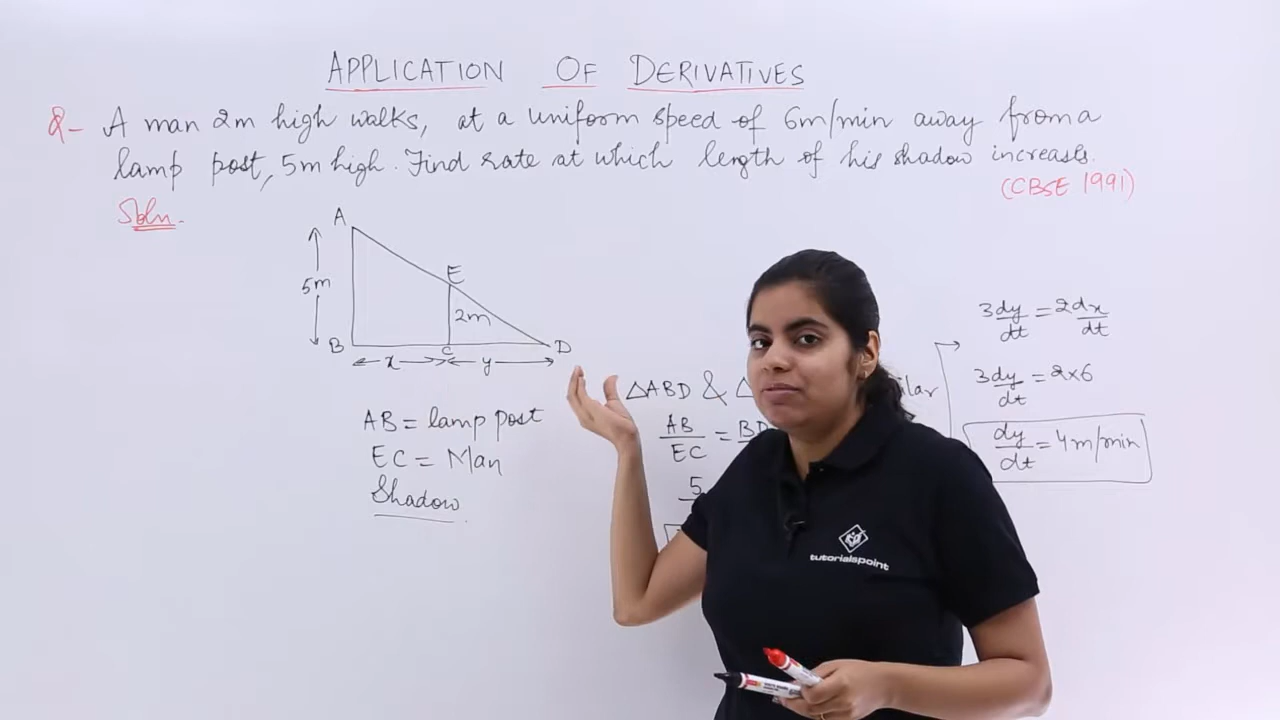 APPLICATION OF DERIVATIVES
Q- A man 2m high walks, at a uniform speed of 6m/min away from a
lamp post, 5m high. Find rate at which length of his shadow increases.
(CBSE 1991)
Soln.
A
5m
E
2m
B
C
D
x
y
AB = lamp post
EC = Man
Shadow
△ABD & △
AB/EC = BD
5
3dy/dt = 2dx/dt
3dy/dt = 2×6
dy/dt = 4m/min
tutorialspoint